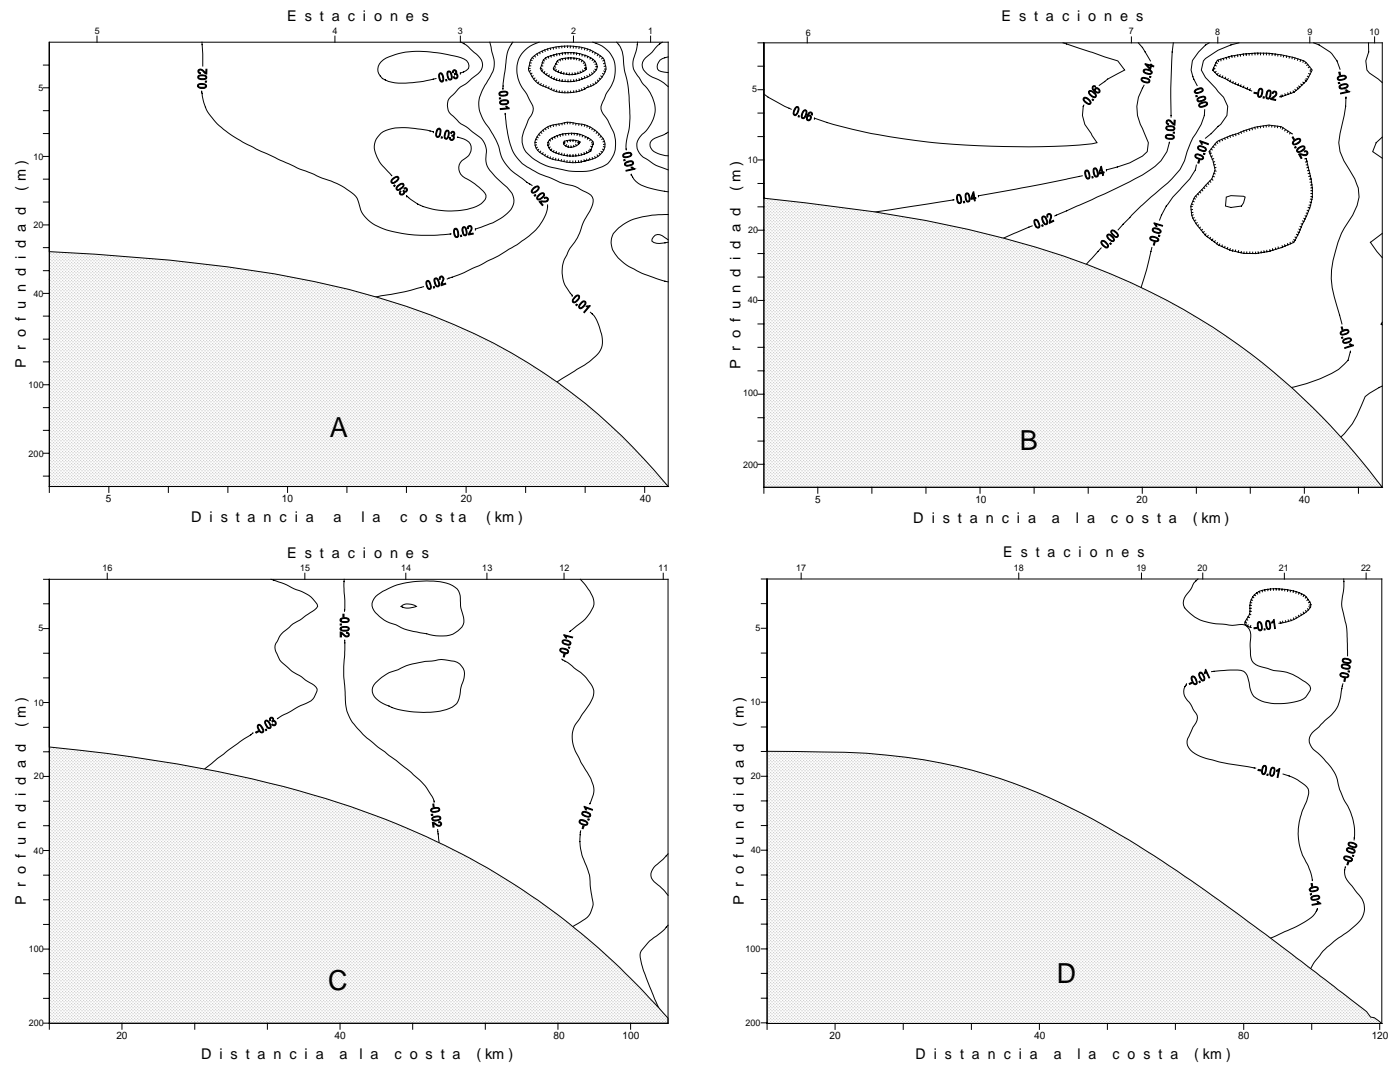 Estaciones
5 4 3 2 1
5
10
20
40
100
200
Profundidad (m)
0.02
0.03
0.03
0.03
0.02
0.02
0.02
0.01
0.01
0.01
A
5 10 20 40
Distancia a la costa (km)
Estaciones
6 7 8 9 10
5
10
20
40
100
200
Profundidad (m)
0.06
0.06
0.04
0.04
0.04
0.02
0.02
0.00
0.00
-0.01
-0.01
-0.02
-0.02
-0.01
-0.01
B
5 10 20 40
Distancia a la costa (km)
Estaciones
16 15 14 13 12 11
5
10
20
40
100
200
Profundidad (m)
-0.03
-0.02
-0.02
-0.01
-0.01
C
20 40 60 80 100
Distancia a la costa (km)
Estaciones
17 18 19 20 21 22
5
10
20
40
100
200
Profundidad (m)
-0.01
-0.01
-0.01
-0.01
-0.00
-0.00
D
20 40 60 80 120
Distancia a la costa (km)